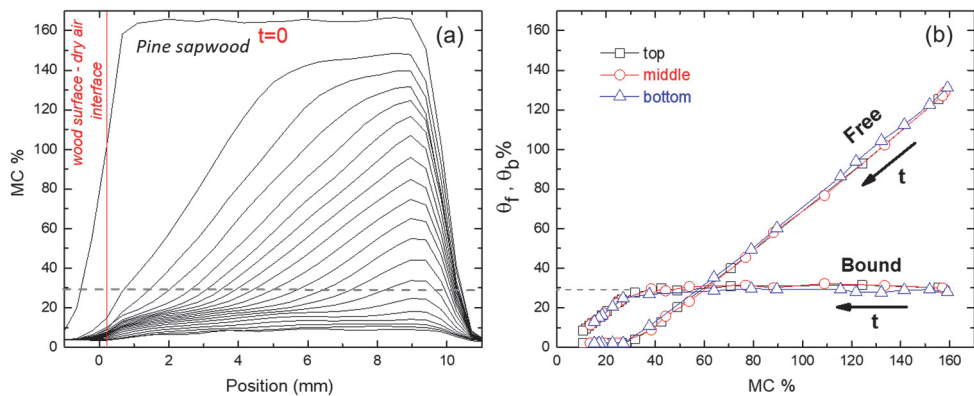 (a)
Pine sapwood t=0
wood surface - dry air
interface
MC %
160
140
120
100
80
60
40
20
0
0 2 4 6 8 10
Position (mm)
(b)
top
middle
bottom
Free
t
Bound
t
θf , θb%
160
140
120
100
80
60
40
20
0
0 20 40 60 80 100 120 140 160
MC %